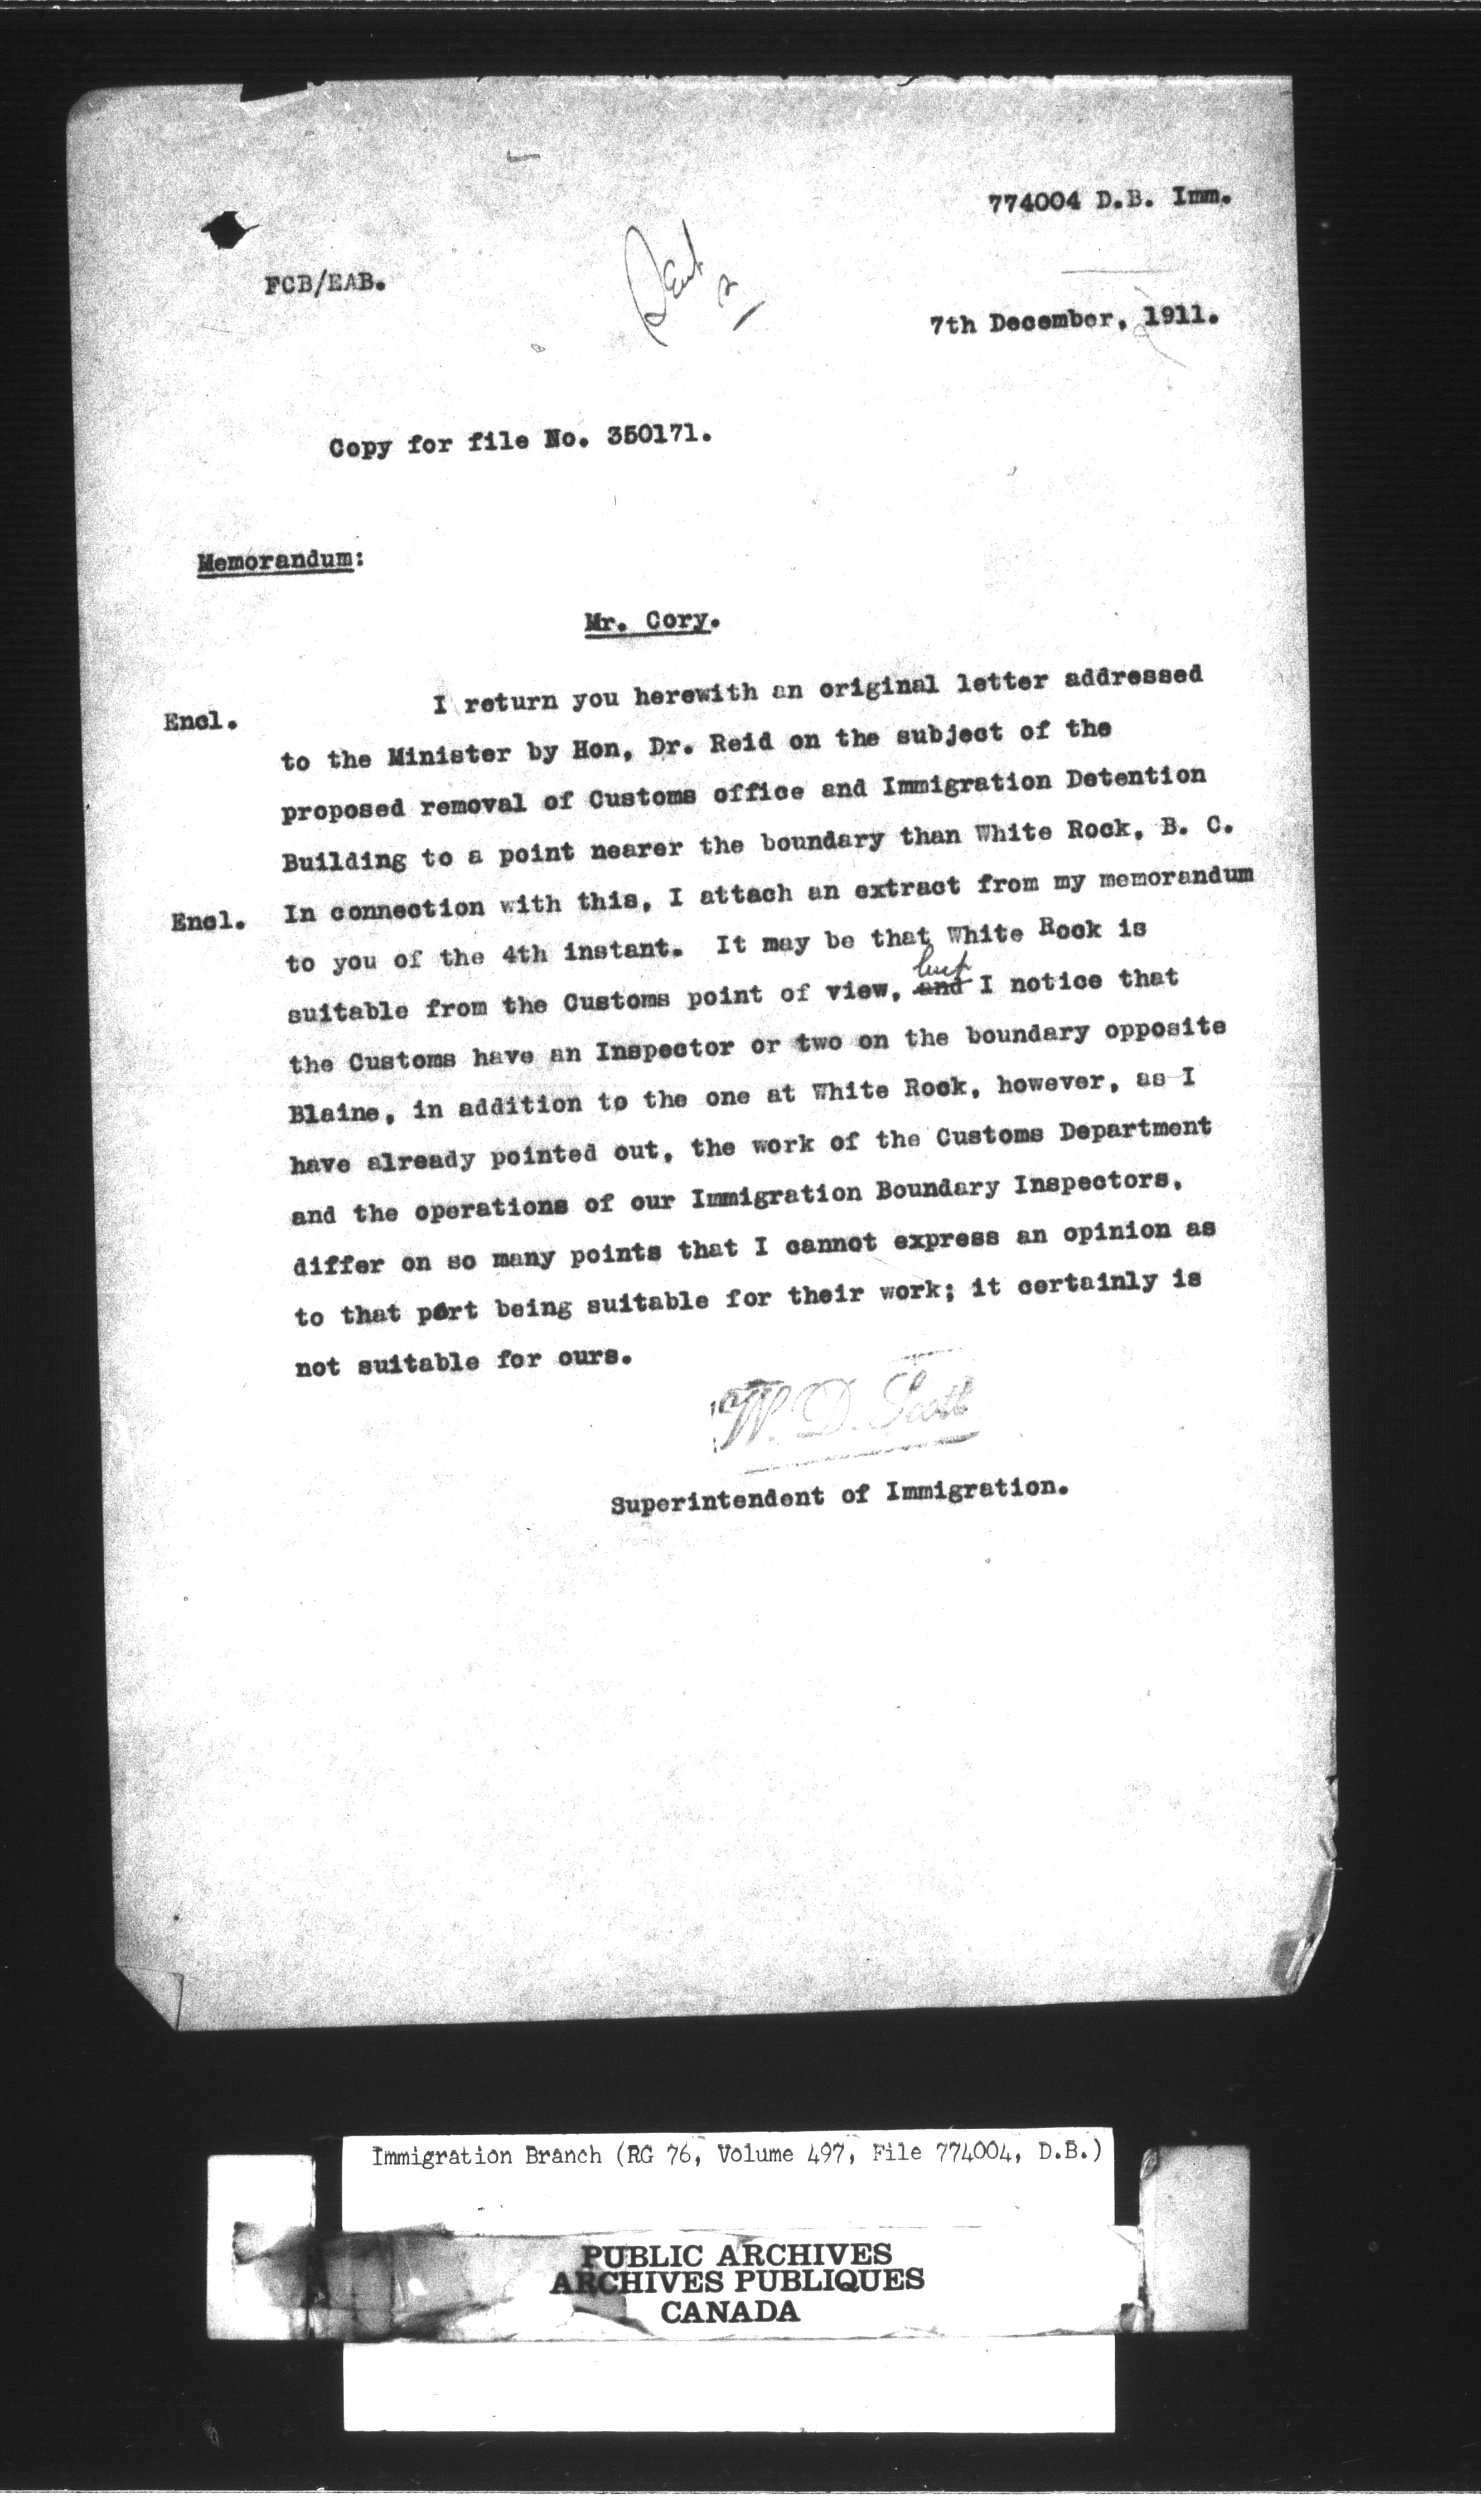 774004 D.B. Imm.
FCB/EAB.
7th December, 1911.
Copy for file No. 350171.
Memorandum:
Mr. Cory.
Encl. I return you herewith an original letter addressed
to the Minister by Hon, Dr. Reid on the subject of the
proposed removal of Customs office and Immigration Detention
Building to a point nearer the boundary than White Rock, B. C.
Encl. In connection with this, I attach an extract from my memorandum
to you of the 4th instant. It may be that White Rock is
but
suitable from the Customs point of view, and I notice that
the Customs have an Inspector or two on the boundary opposite
Blaine, in addition to the one at White Rock, however, as I
have already pointed out, the work of the Customs Department
and the operations of our Immigration Boundary Inspectors,
differ on so many points that I cannot express an opinion as
to that port being suitable for their work; it certainly is
not suitable for ours.
W. D. Scott
Superintendent of Immigration.
Immigration Branch (RG 76, Volume 497, File 774004, D.B.)
PUBLIC ARCHIVES
ARCHIVES PUBLIQUES
CANADA